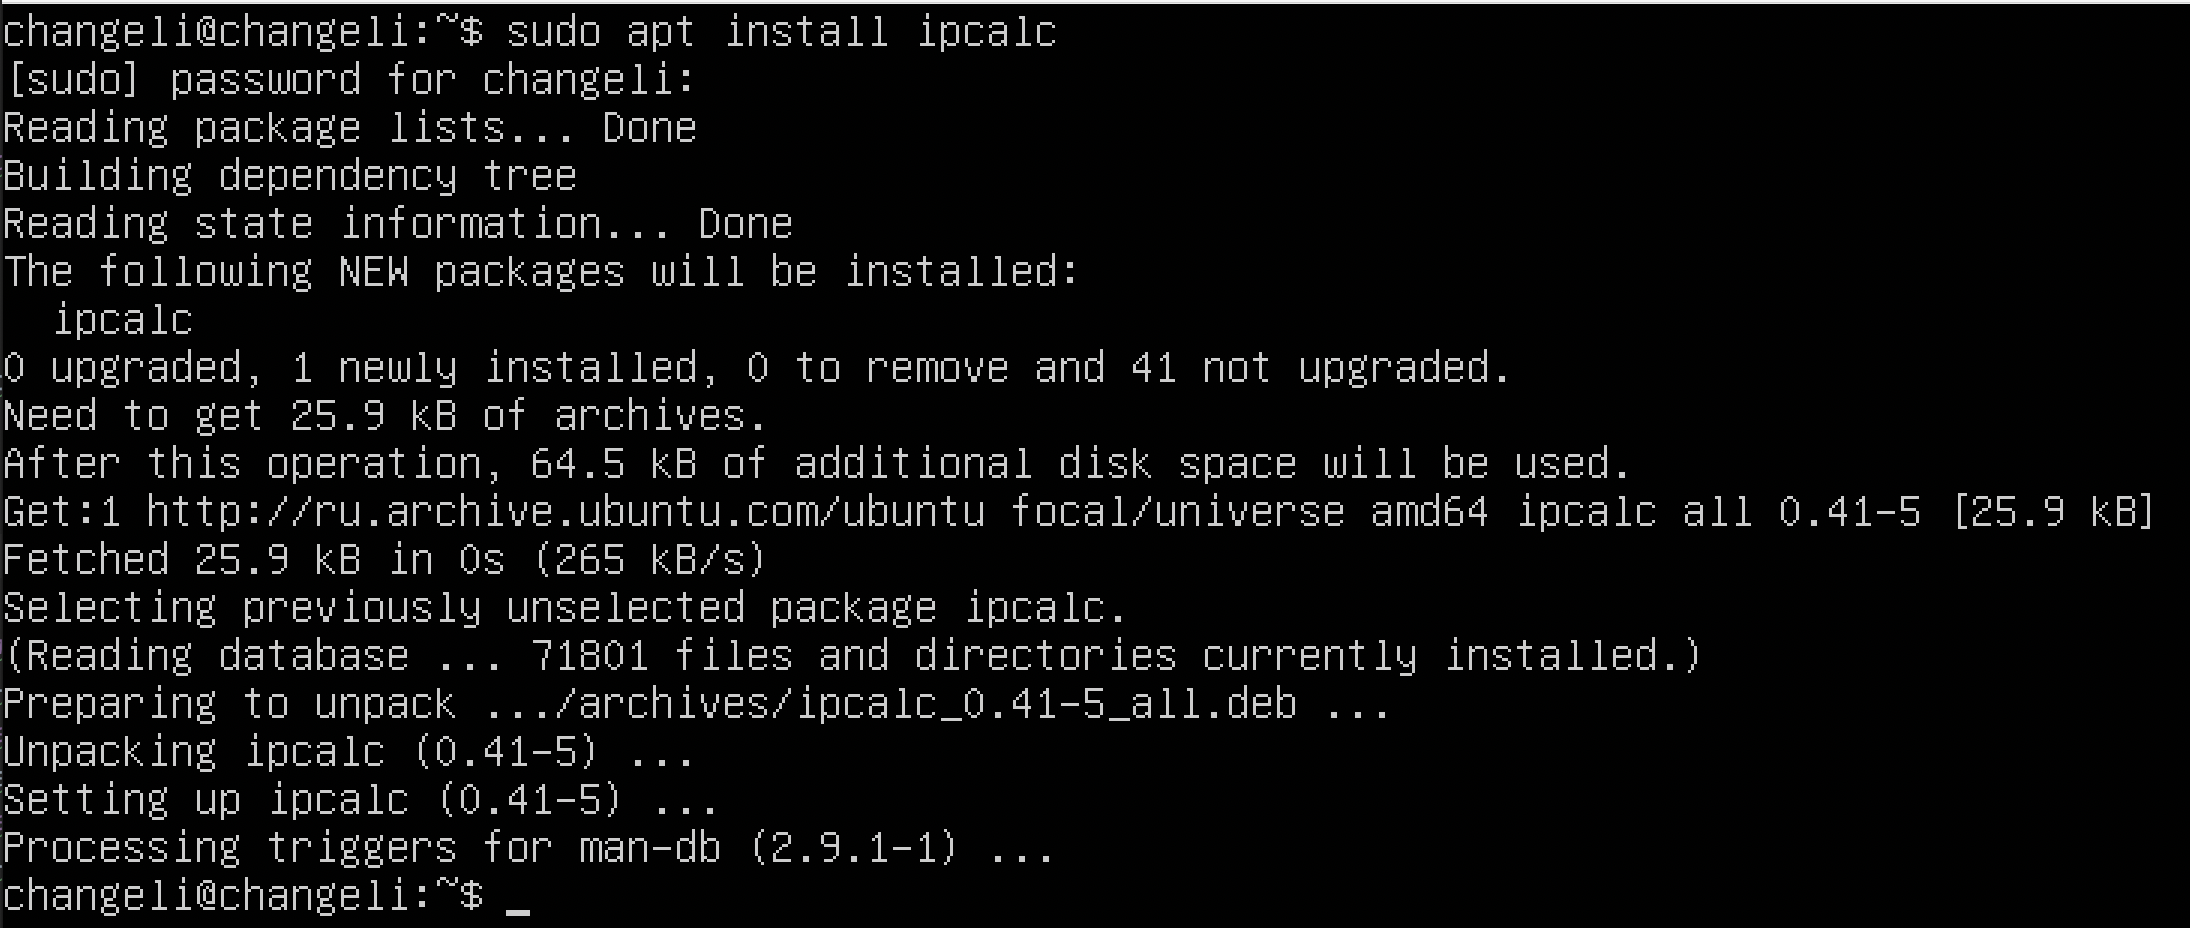 changeli@changeli:~$ sudo apt install ipcalc
[sudo] password for changeli:
Reading package lists... Done
Building dependency tree
Reading state information... Done
The following NEW packages will be installed:
  ipcalc
0 upgraded, 1 newly installed, 0 to remove and 41 not upgraded.
Need to get 25.9 kB of archives.
After this operation, 64.5 kB of additional disk space will be used.
Get:1 http://ru.archive.ubuntu.com/ubuntu focal/universe amd64 ipcalc all 0.41-5 [25.9 kB]
Fetched 25.9 kB in 0s (265 kB/s)
Selecting previously unselected package ipcalc.
(Reading database ... 71801 files and directories currently installed.)
Preparing to unpack .../archives/ipcalc_0.41-5_all.deb ...
Unpacking ipcalc (0.41-5) ...
Setting up ipcalc (0.41-5) ...
Processing triggers for man-db (2.9.1-1) ...
changeli@changeli:~$ _